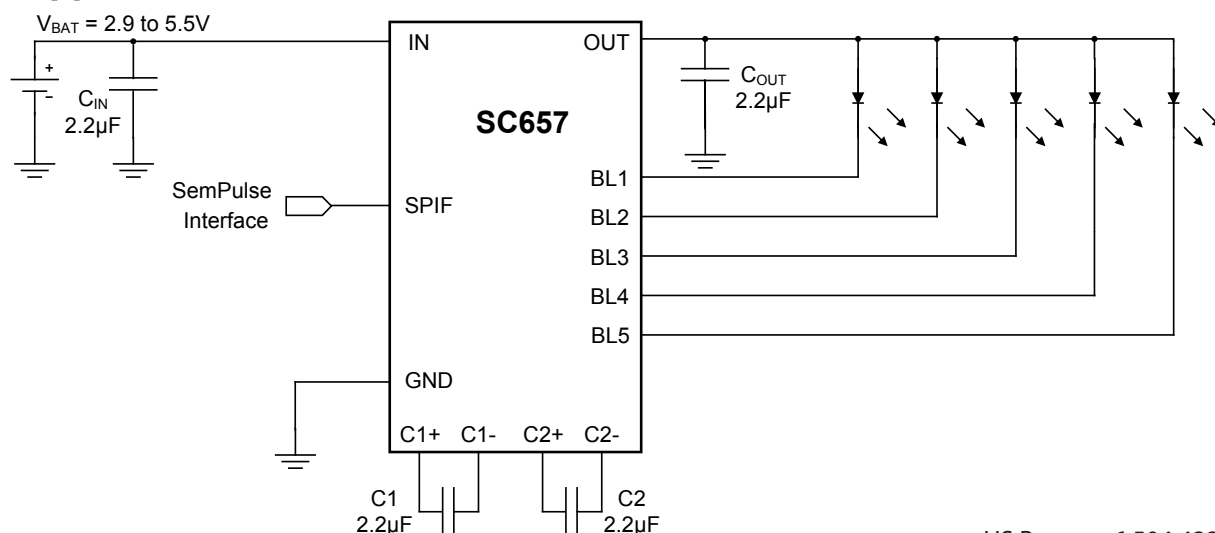 V_BAT = 2.9 to 5.5V
IN
OUT
+
−
C_IN
2.2µF
C_OUT
2.2µF
SC657
BL1
SemPulse
Interface
SPIF
BL2
BL3
BL4
BL5
GND
C1+ C1- C2+ C2-
C1
2.2µF
C2
2.2µF